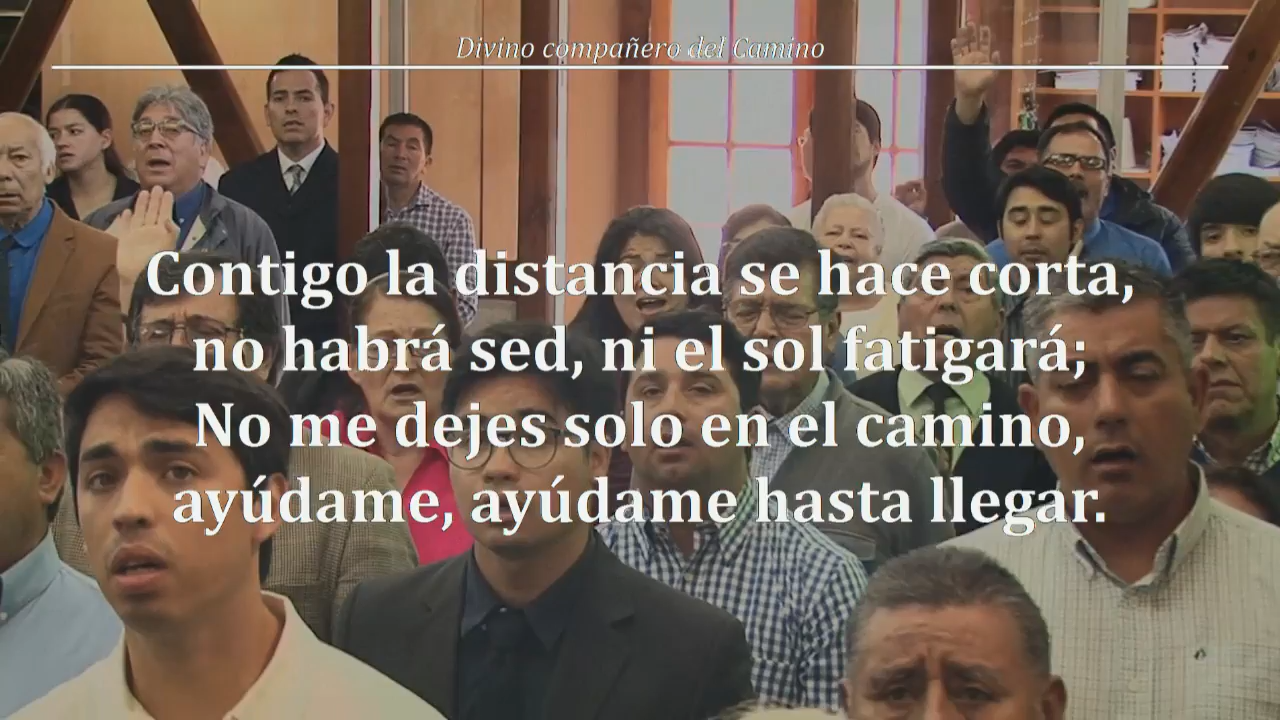 Divino compañero del Camino
Contigo la distancia se hace corta,
no habrá sed, ni el sol fatigará;
No me dejes solo en el camino,
ayúdame, ayúdame hasta llegar.